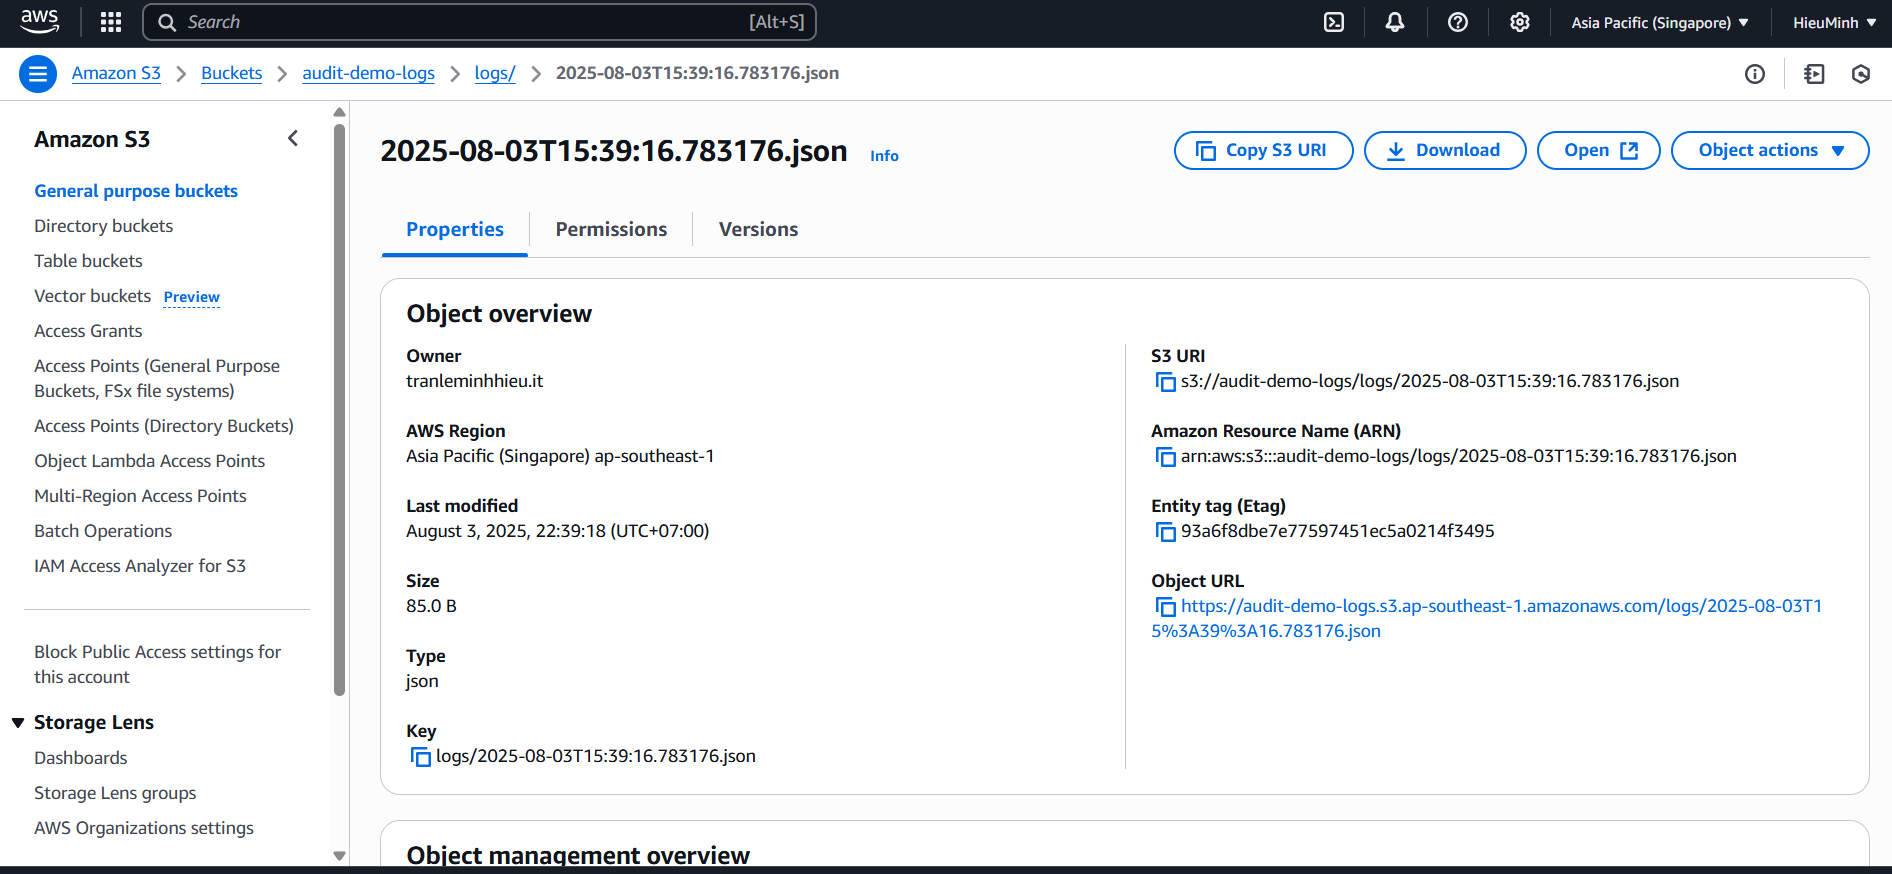 aws
Search
[Alt+S]
Asia Pacific (Singapore)
HieuMinh
Amazon S3
Buckets
audit-demo-logs
logs/
2025-08-03T15:39:16.783176.json
Amazon S3
General purpose buckets
Directory buckets
Table buckets
Vector buckets Preview
Access Grants
Access Points (General Purpose
Buckets, FSx file systems)
Access Points (Directory Buckets)
Object Lambda Access Points
Multi-Region Access Points
Batch Operations
IAM Access Analyzer for S3
Block Public Access settings for
this account
Storage Lens
Dashboards
Storage Lens groups
AWS Organizations settings
2025-08-03T15:39:16.783176.json Info
Copy S3 URI
Download
Open
Object actions
Properties
Permissions
Versions
Object overview
Owner
tranleminhhieu.it
AWS Region
Asia Pacific (Singapore) ap-southeast-1
Last modified
August 3, 2025, 22:39:18 (UTC+07:00)
Size
85.0 B
Type
json
Key
logs/2025-08-03T15:39:16.783176.json
S3 URI
s3://audit-demo-logs/logs/2025-08-03T15:39:16.783176.json
Amazon Resource Name (ARN)
arn:aws:s3:::audit-demo-logs/logs/2025-08-03T15:39:16.783176.json
Entity tag (Etag)
93a6f8dbe7e77597451ec5a0214f3495
Object URL
https://audit-demo-logs.s3.ap-southeast-1.amazonaws.com/logs/2025-08-03T1
5%3A39%3A16.783176.json
Object management overview